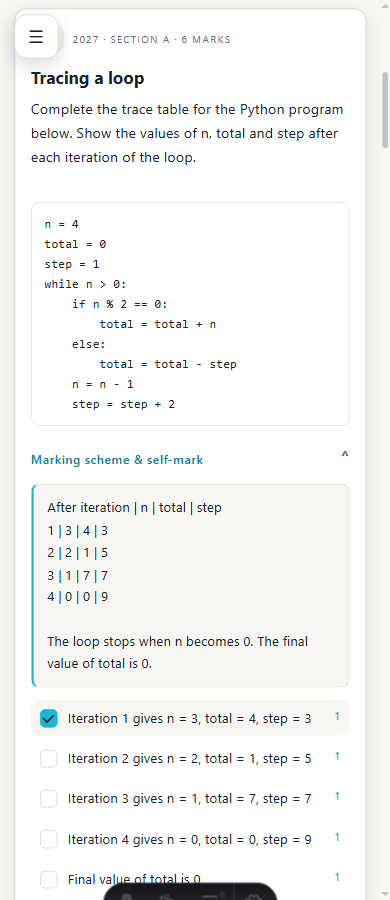 ☰
2027 · SECTION A · 6 MARKS
Tracing a loop
Complete the trace table for the Python program
below. Show the values of n, total and step after
each iteration of the loop.
n = 4
total = 0
step = 1
while n > 0:
    if n % 2 == 0:
        total = total + n
    else:
        total = total - step
    n = n - 1
    step = step + 2
Marking scheme & self-mark ^
After iteration | n | total | step
1 | 3 | 4 | 3
2 | 2 | 1 | 5
3 | 1 | 7 | 7
4 | 0 | 0 | 9
The loop stops when n becomes 0. The final
value of total is 0.
Iteration 1 gives n = 3, total = 4, step = 3 1
Iteration 2 gives n = 2, total = 1, step = 5 1
Iteration 3 gives n = 1, total = 7, step = 7 1
Iteration 4 gives n = 0, total = 0, step = 9 1
Final value of total is 0 1